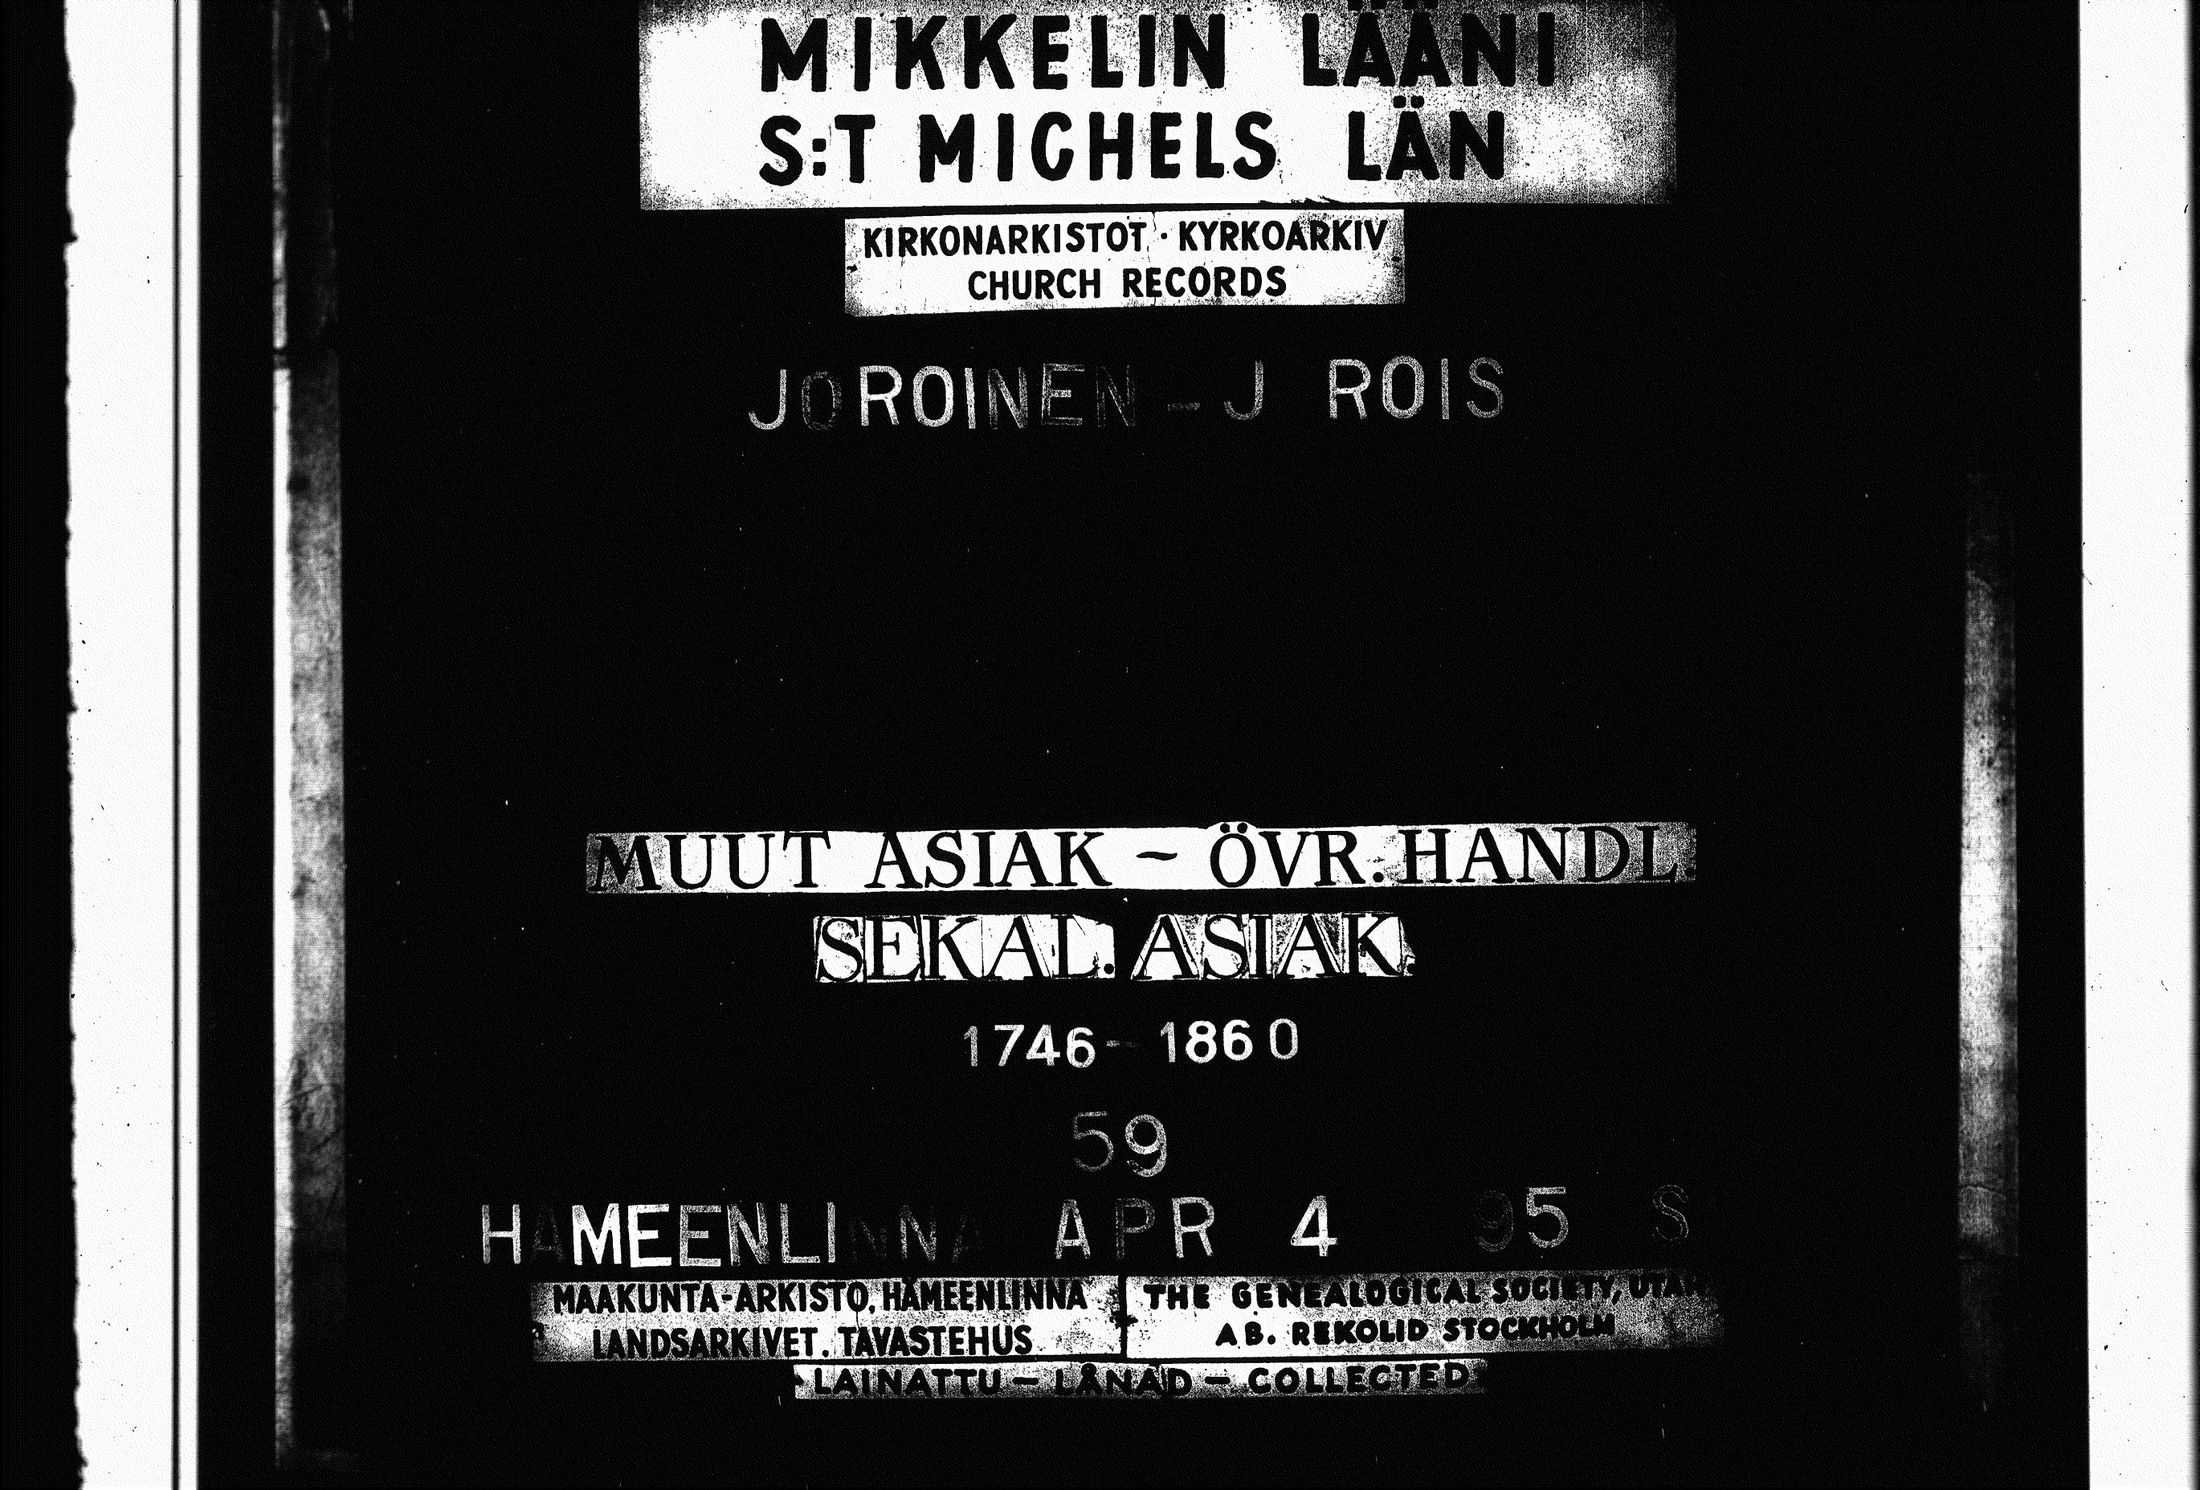 MIKKELIN LÄÄNI
S:T MICHELS LÄN
KIRKONARKISTOT · KYRKOARKIV
CHURCH RECORDS
JOROINEN - J ROIS
MUUT ASIAK ~ ÖVR. HANDL.
SEKAL. ASIAK.
1746 - 1860
59
HAMEENLINNA APR 4 95 S
MAAKUNTA-ARKISTO, HÄMEENLINNA
LANDSARKIVET. TAVASTEHUS
THE GENEALOGICAL SOCIETY, UTAH
AB. REKOLID STOCKHOLM
LAINATTU - LÅNAD - COLLECTED